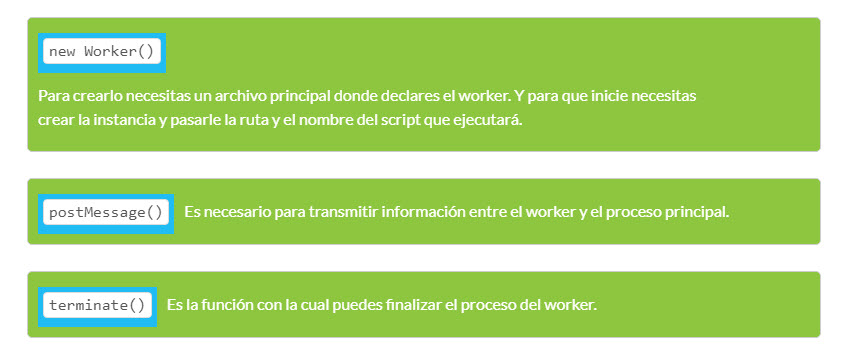 new Worker()
Para crearlo necesitas un archivo principal donde declares el worker. Y para que inicie necesitas
crear la instancia y pasarle la ruta y el nombre del script que ejecutará.
postMessage() Es necesario para transmitir información entre el worker y el proceso principal.
terminate() Es la función con la cual puedes finalizar el proceso del worker.